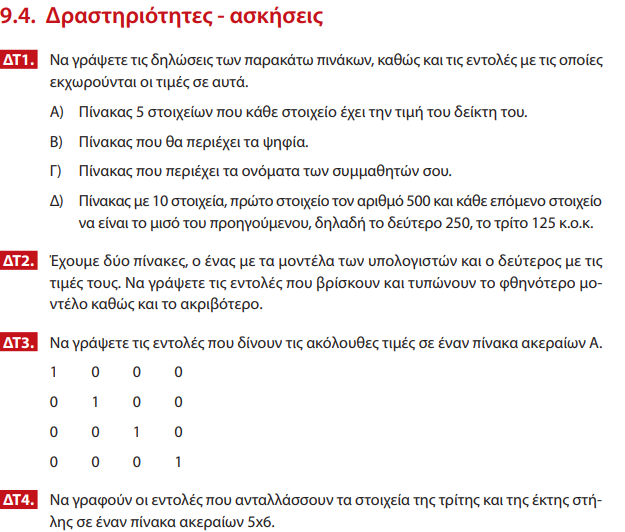 9.4. Δραστηριότητες - ασκήσεις
ΔΤ1. Να γράψετε τις δηλώσεις των παρακάτω πινάκων, καθώς και τις εντολές με τις οποίες
εκχωρούνται οι τιμές σε αυτά.
Α) Πίνακας 5 στοιχείων που κάθε στοιχείο έχει την τιμή του δείκτη του.
Β) Πίνακας που θα περιέχει τα ψηφία.
Γ) Πίνακας που περιέχει τα ονόματα των συμμαθητών σου.
Δ) Πίνακας με 10 στοιχεία, πρώτο στοιχείο τον αριθμό 500 και κάθε επόμενο στοιχείο
να είναι το μισό του προηγούμενου, δηλαδή το δεύτερο 250, το τρίτο 125 κ.ο.κ.
ΔΤ2. Έχουμε δύο πίνακες, ο ένας με τα μοντέλα των υπολογιστών και ο δεύτερος με τις
τιμές τους. Να γράψετε τις εντολές που βρίσκουν και τυπώνουν το φθηνότερο μο-
ντέλο καθώς και το ακριβότερο.
ΔΤ3. Να γράψετε τις εντολές που δίνουν τις ακόλουθες τιμές σε έναν πίνακα ακεραίων Α.
1 0 0 0
0 1 0 0
0 0 1 0
0 0 0 1
ΔΤ4. Να γραφούν οι εντολές που ανταλλάσσουν τα στοιχεία της τρίτης και της έκτης στή-
λης σε έναν πίνακα ακεραίων 5x6.